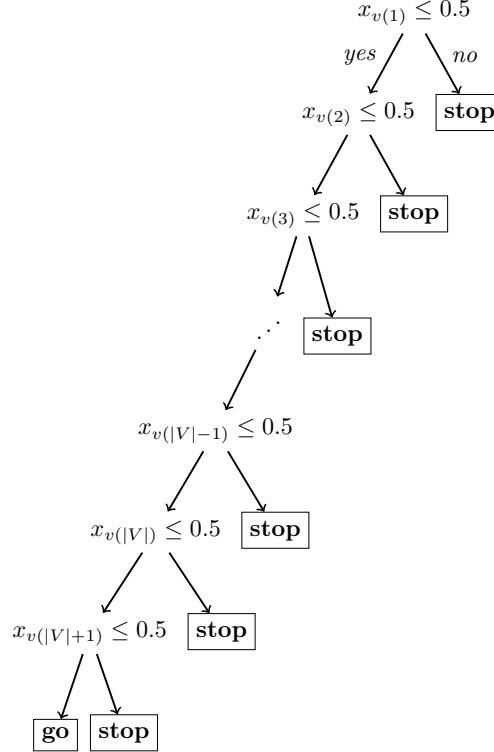 x_{v(1)} ≤ 0.5
yes no
x_{v(2)} ≤ 0.5 stop
x_{v(3)} ≤ 0.5 stop
⋰ stop
x_{v(|V|−1)} ≤ 0.5
x_{v(|V|)} ≤ 0.5 stop
x_{v(|V|+1)} ≤ 0.5 stop
go stop